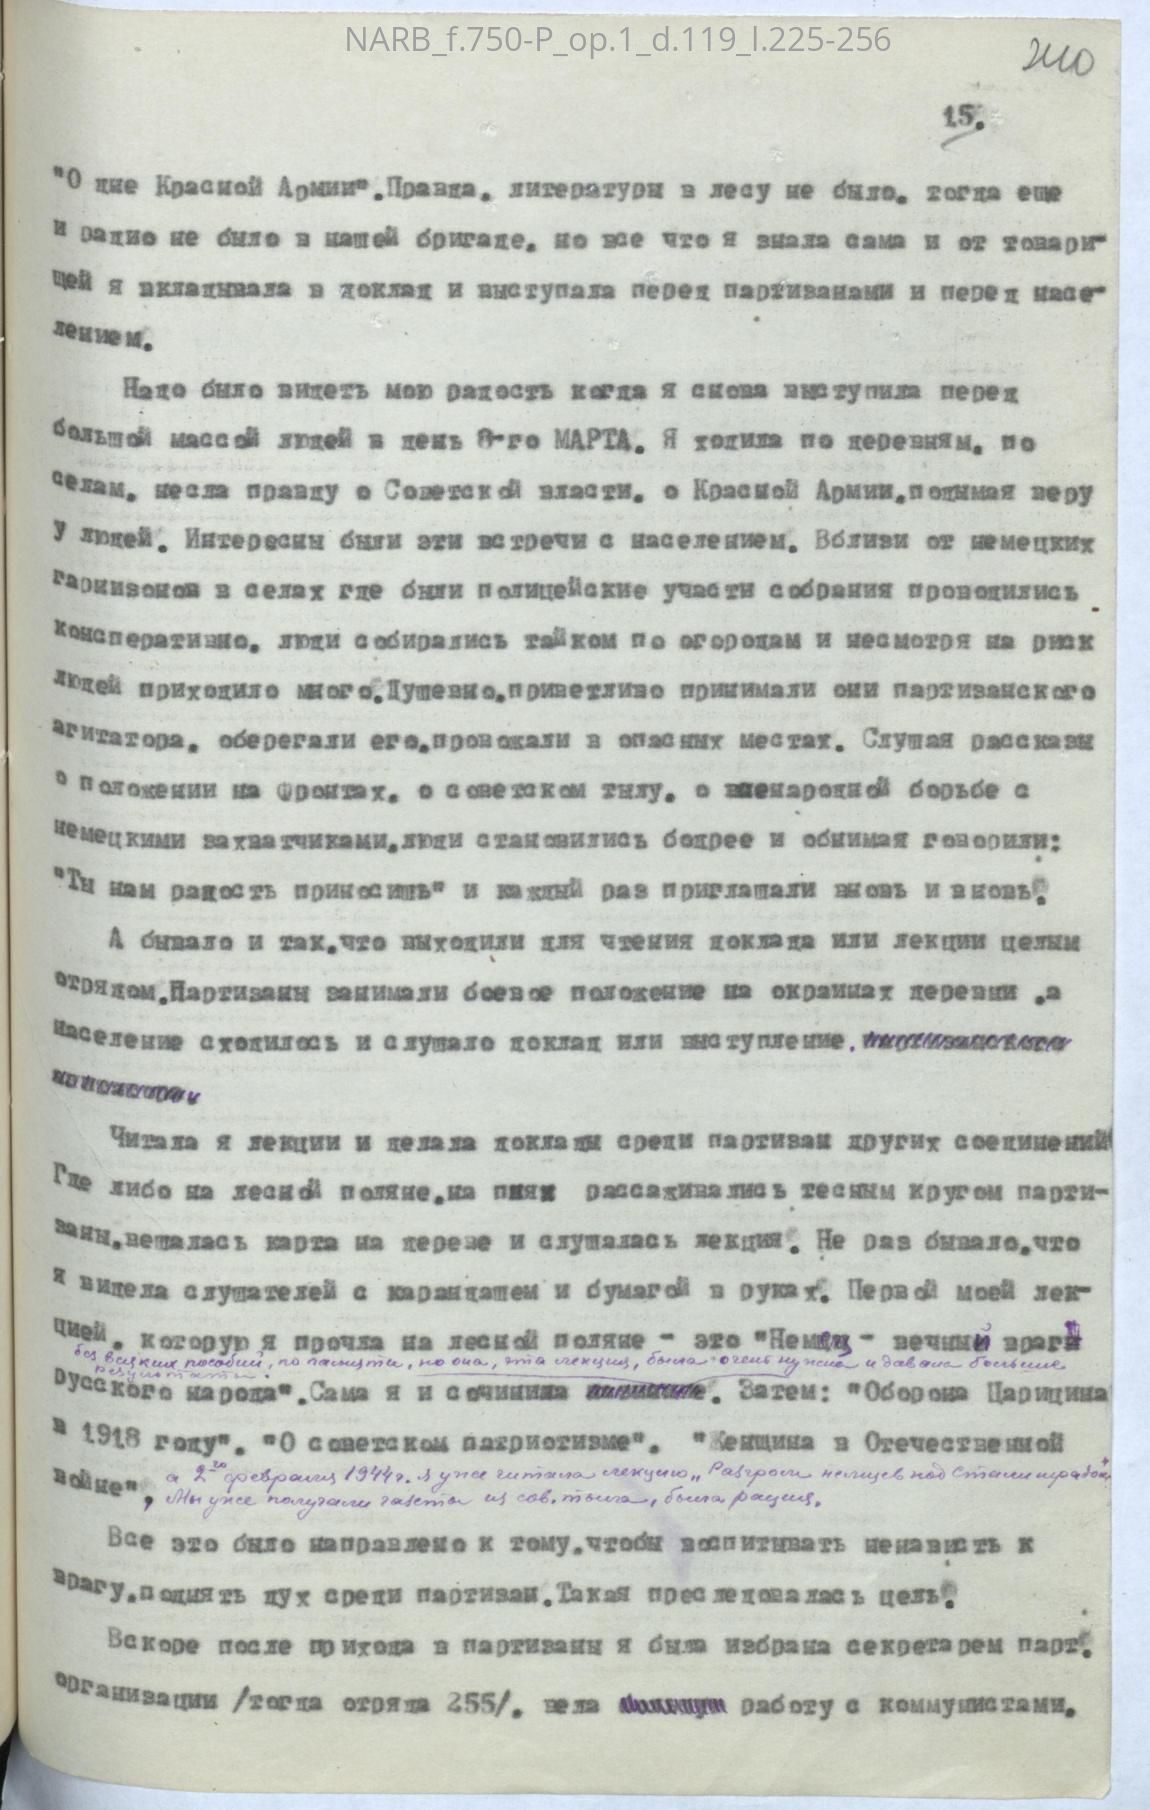 NARB_f.750-P_op.1_d.119_l.225-256
240
15.
"О дне Красной Армии".Правда. литературы в лесу не было. тогда еще
и радио не было в нашей бригаде. но все что я знала сама и от товари-
щей я вкладывала в доклад и выступала перед партизанами и перед насе-
лением.
Надо было видеть мою радость когда я снова выступила перед
большой массой людей в день 8-го МАРТА. Я ходила по деревням. по
селам. несла правду о Советской власти. о Красной Армии.подымая веру
у людей. Интересны были эти встречи с населением. Вблизи от немецких
гарнизонов в селах где были полицейские участи собрания проводились
консперативно. люди собирались тайком по огородам и несмотря на риск
людей приходило много.Душевно.приветливо принимали они партизанского
агитатора. оберегали его.провожали в опасных местах. Слушая рассказы
о положении на фронтах. о советском тылу. о вненародной борьбе с
немецкими захватчиками.люди становились бодрее и обнимая говорили:
"Ты нам радость приносишь" и каждый раз приглашали вновь и вновь.
А бывало и так.что выходили для чтения доклада или лекции целым
отрядом.Партизаны занимали боевое положение на окраинах деревни .а
население сходилось и слушало доклад или выступление.
Читала я лекции и делала доклады среди партизан других соединений
Где либо на лесной поляне.на пнях рассаживались тесным кругом парти-
заны.вешалась карта на дереве и слушалась лекция. Не раз бывало.что
я видела слушателей с карандашем и бумагой в руках. Первой моей лек-
цией. которую я прочла на лесной поляне - это "Немец - вечный враг
без всяких пособий, по памяти, но она, эта лекция, была очень нужна и давала большие
результаты.
русского народа".Сама я и сочинила. Затем: "Оборона Царицина
в 1918 году". "О советском патриотизме". "Женщина в Отечественной
войне", а 2го февраля 1944г. я уже читала лекцию „Разгром немцев под Сталинградом"
Мы уже получали газеты из сов. тыла, была рация.
Все это было направлено к тому.чтобы воспитывать ненависть к
врагу.поднять дух среди партизан.Такая преследовалась цель.
Вскоре после прихода в партизаны я была избрана секретарем парт.
организации /тогда отряда 255/. вела работу с коммунистами.